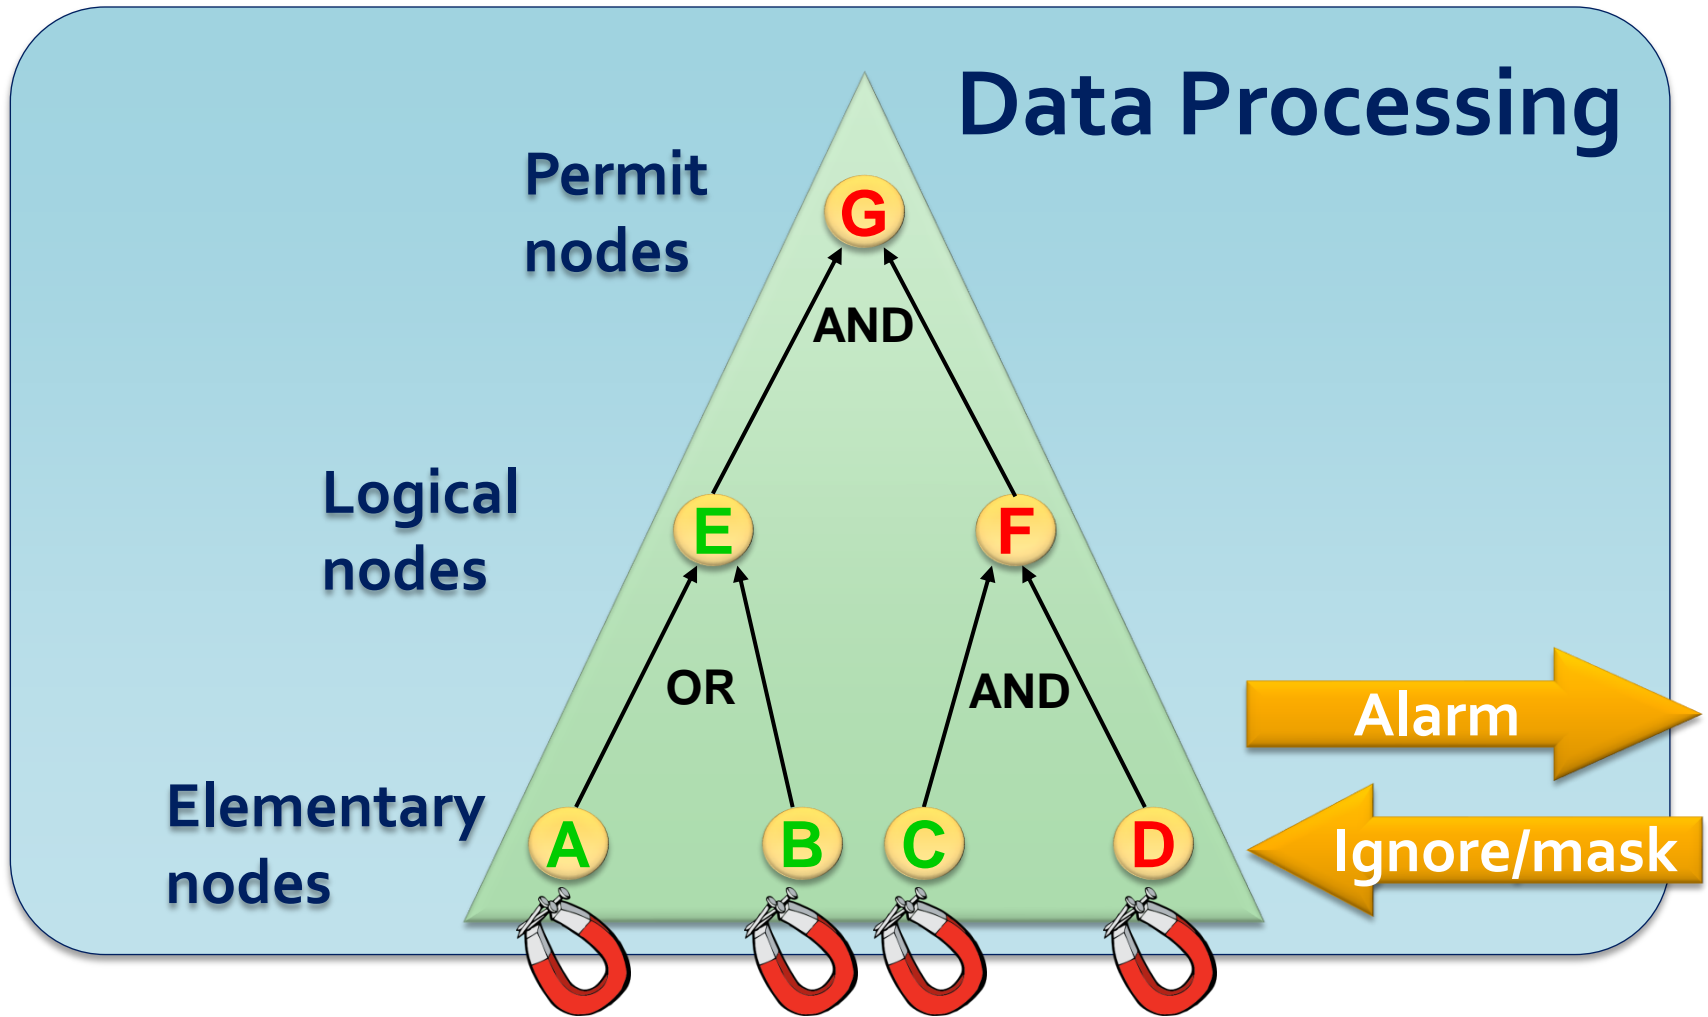 Data Processing
Permit
nodes
G
AND
Logical
nodes
E
F
OR
AND
Alarm
Elementary
nodes
A
B
C
D
Ignore/mask